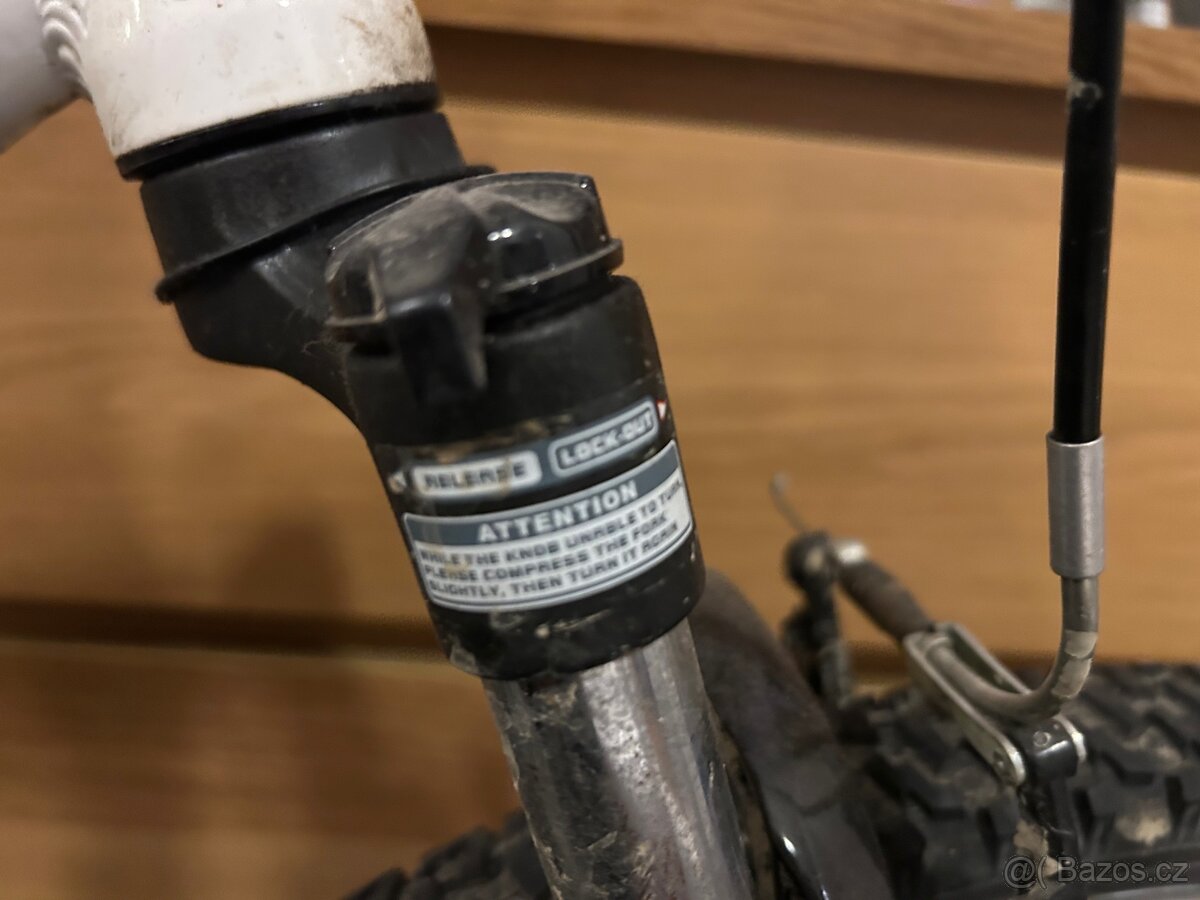 RELEASE LOCK-OUT
ATTENTION
WHILE THE KNOB UNABLE TO TURN,
PLEASE COMPRESS THE FORK
SLIGHTLY, THEN TURN IT AGAIN
@( Bazos.cz